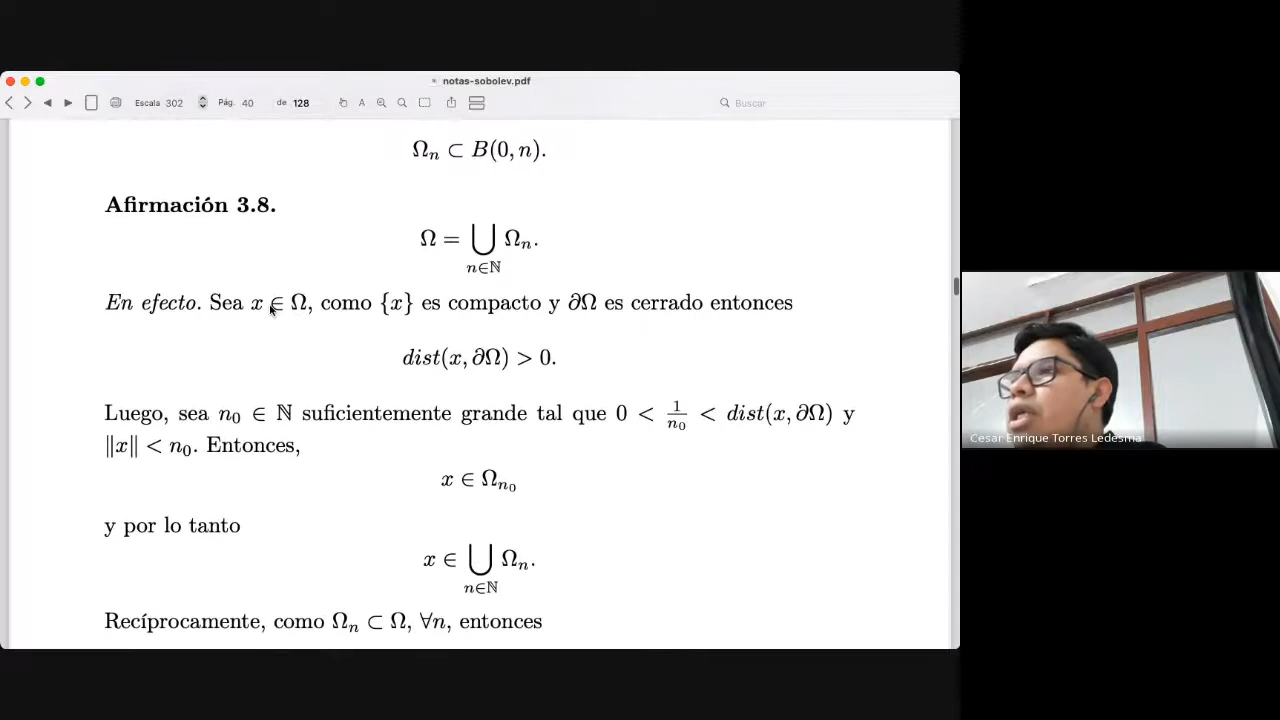 notas-sobolev.pdf
Escala 302 Pág. 40 de 128 Buscar
Ωₙ ⊂ B(0, n).
Afirmación 3.8.
Ω = ⋃ Ωₙ.
n∈ℕ
En efecto. Sea x ∈ Ω, como {x} es compacto y ∂Ω es cerrado entonces
dist(x, ∂Ω) > 0.
Luego, sea n₀ ∈ ℕ suficientemente grande tal que 0 < 1/n₀ < dist(x, ∂Ω) y
‖x‖ < n₀. Entonces,
x ∈ Ωₙ₀
y por lo tanto
x ∈ ⋃ Ωₙ.
n∈ℕ
Recíprocamente, como Ωₙ ⊂ Ω, ∀n, entonces
Cesar Enrique Torres Ledesma